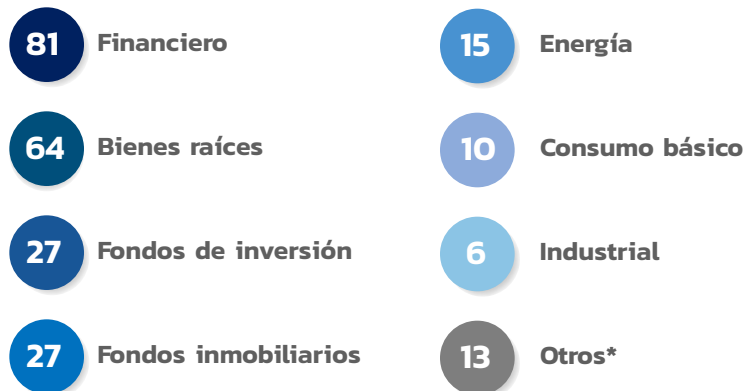 81 Financiero
64 Bienes raíces
27 Fondos de inversión
27 Fondos inmobiliarios
15 Energía
10 Consumo básico
6 Industrial
13 Otros*